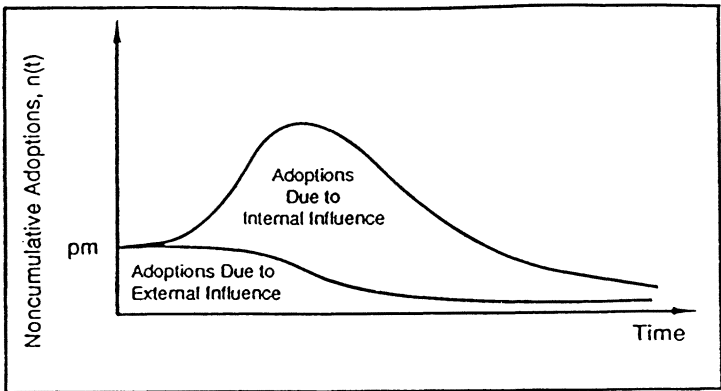 Noncumulative Adoptions, n(t)
Adoptions
Due to
Internal Influence
pm
Adoptions Due to
External Influence
Time